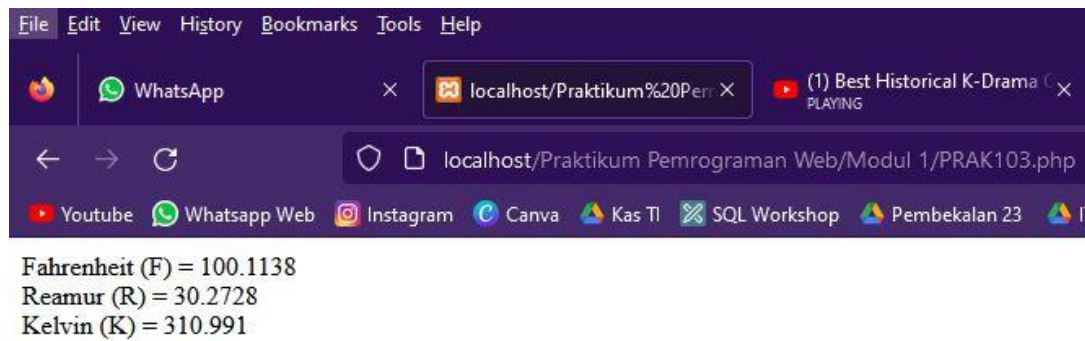 File Edit View History Bookmarks Tools Help
WhatsApp
localhost/Praktikum%20Pem
(1) Best Historical K-Drama
PLAYING
localhost/Praktikum Pemrograman Web/Modul 1/PRAK103.php
Youtube Whatsapp Web Instagram Canva Kas TI SQL Workshop Pembekalan 23
Fahrenheit (F) = 100.1138
Reamur (R) = 30.2728
Kelvin (K) = 310.991